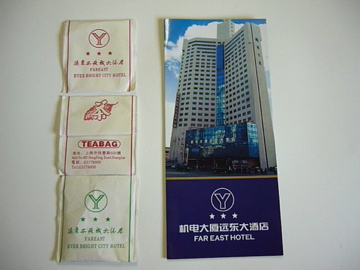 Y
★ ★ ★
FAREAST
EVER BRIGHT CITY HOTEL
TEABAG
Y
★ ★ ★
FAREAST
EVER BRIGHT CITY HOTEL
Y
★ ★ ★
机电大厦远东大酒店
FAR EAST HOTEL